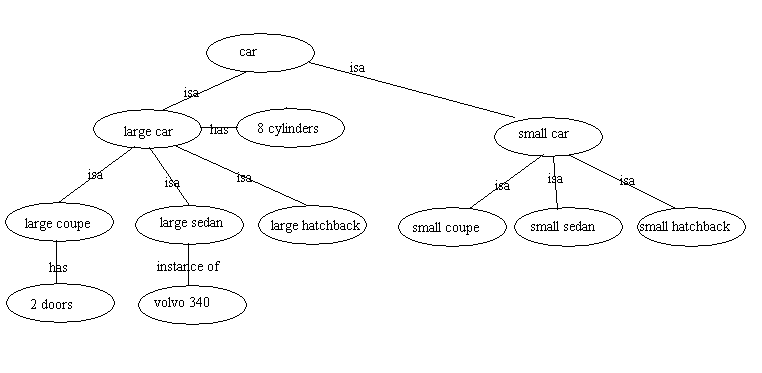 car
isa
isa
large car
has
8 cylinders
small car
isa
isa
isa
isa
isa
isa
large coupe
large sedan
large hatchback
small coupe
small sedan
small hatchback
has
instance of
2 doors
volvo 340